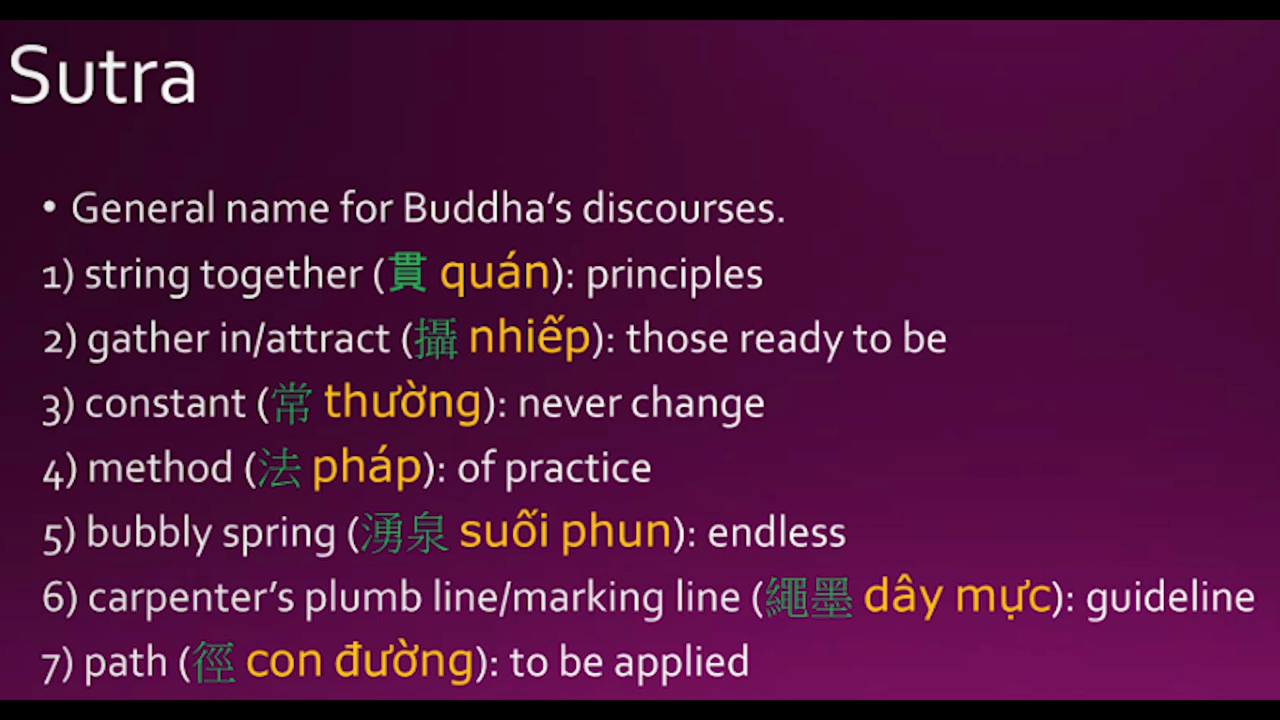 Sutra
• General name for Buddha's discourses.
1) string together (貫 quán): principles
2) gather in/attract (攝 nhiếp): those ready to be
3) constant (常 thường): never change
4) method (法 pháp): of practice
5) bubbly spring (湧泉 suối phun): endless
6) carpenter's plumb line/marking line (繩墨 dây mực): guideline
7) path (徑 con đường): to be applied